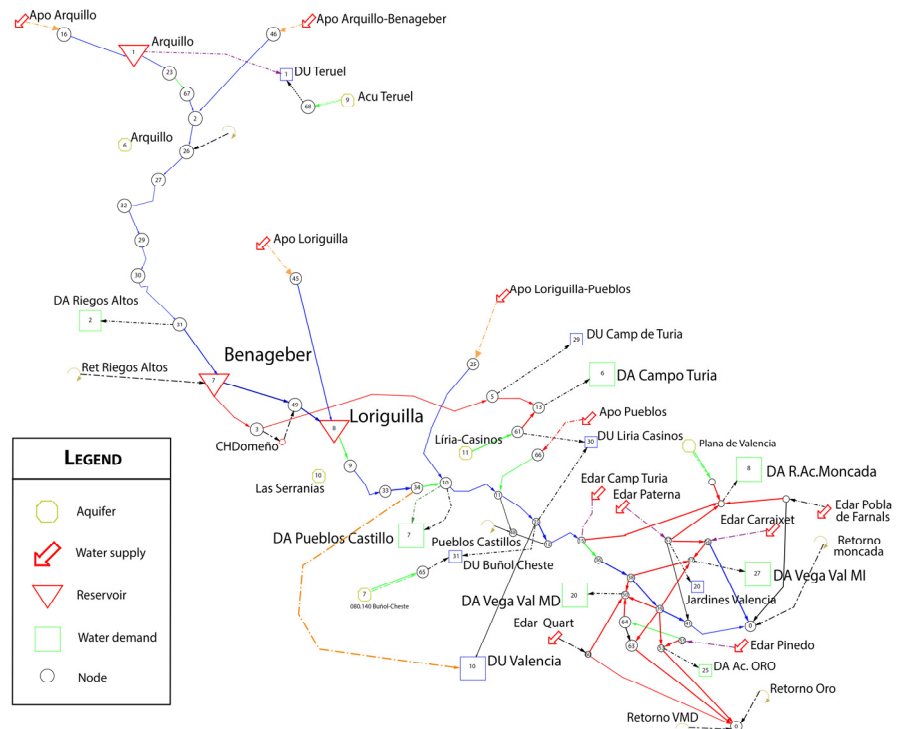 Apo Arquillo
Apo Arquillo-Benageber
16
46
Arquillo
1
23
DU Teruel
1
67
Acu Teruel
9
68
2
Arquillo
6
26
27
32
29
30
Apo Loriguilla
45
DA Riegos Altos
2
31
Apo Loriguilla-Pueblos
Benageber
DU Camp de Turia
29
Ret Riegos Altos
7
25
6
DA Campo Turia
5
49
13
Loriguilla
8
3
61
Apo Pueblos
CHDomeño
Líria-Casinos
11
DU Liria Casinos
30
66
Plana de Valencia
8
DA R.Ac.Moncada
9
10
Las Serranias
33
34
11
Edar Camp Turia
Edar Paterna
Edar Pobla
de Farnals
Edar Carraixet
DA Pueblos Castillo
7
Pueblos Castillos
Retorno
moncada
31
DU Buñol Cheste
65
27
DA Vega Val MI
20
Jardines Valencia
7
080.140 Buñol-Cheste
DA Vega Val MD
20
Edar Quart
64
63
0
Edar Pinedo
10
DU Valencia
25
DA Ac. ORO
Retorno Oro
Retorno VMD
0
LEGEND
Aquifer
Water supply
Reservoir
Water demand
Node